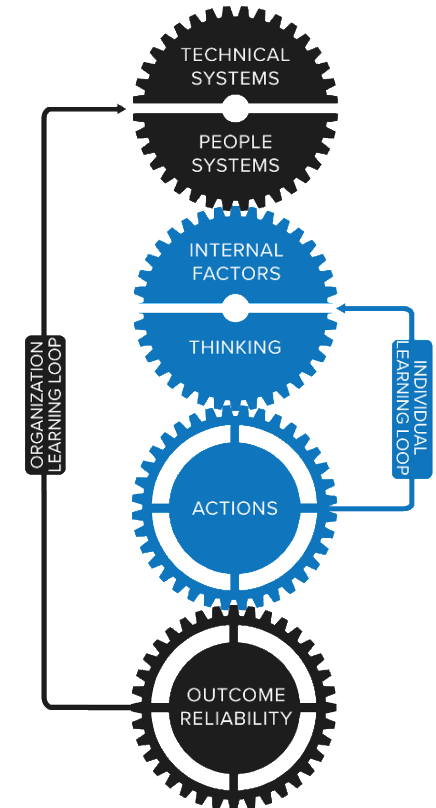 TECHNICAL
SYSTEMS
PEOPLE
SYSTEMS
INTERNAL
FACTORS
THINKING
ORGANIZATION
LEARNING LOOP
INDIVIDUAL
LEARNING LOOP
ACTIONS
OUTCOME
RELIABILITY